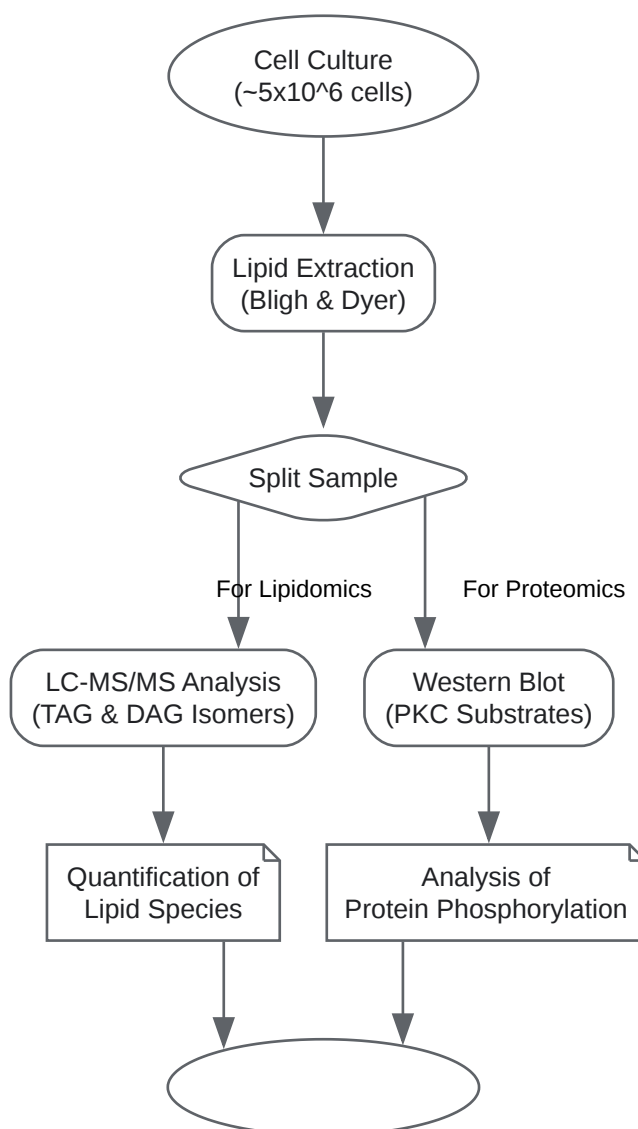 Cell Culture
(~5x10^6 cells)
Lipid Extraction
(Bligh & Dyer)
Split Sample
For Lipidomics
For Proteomics
LC-MS/MS Analysis
(TAG & DAG Isomers)
Western Blot
(PKC Substrates)
Quantification of
Lipid Species
Analysis of
Protein Phosphorylation